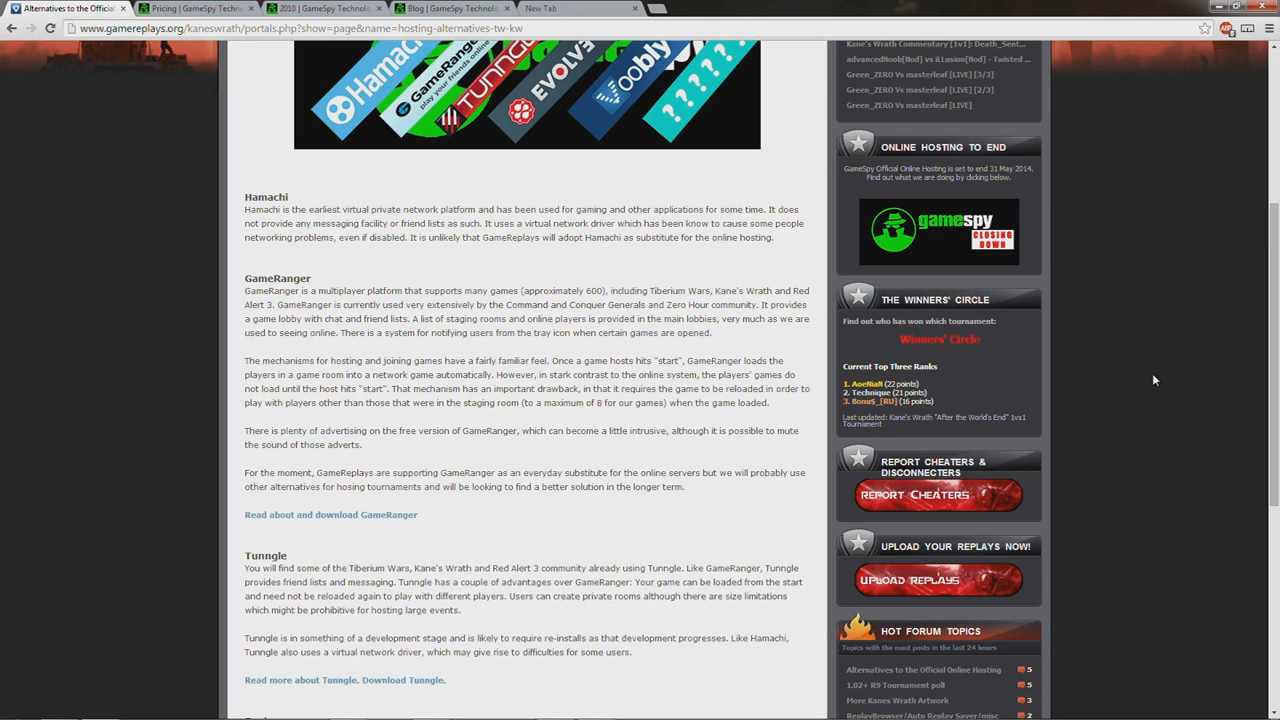 Alternatives to the Official
Pricing | GameSpy Techno
2010 | GameSpy Technolo
Blog | GameSpy Technolo
New Tab
www.gamereplays.org/kaneswrath/portals.php?show=page&name=hosting-alternatives-tw-kw
Hamachi
GameRanger
play your friends online
TUNNGLE
EVOLVE
voobly
??????
Kane's Wrath Commentary [1v1]: Death_Sent...
advancedNoob[Nod] vs iLusion[Nod] - Twisted ...
Green_ZERO Vs masterleaf [LIVE] [3/3]
Green_ZERO Vs masterleaf [LIVE] [2/3]
Green_ZERO Vs masterleaf [LIVE]
Hamachi
Hamachi is the earliest virtual private network platform and has been used for gaming and other applications for some time. It does
not provide any messaging facility or friend lists as such. It uses a virtual network driver which has been know to cause some people
networking problems, even if disabled. It is unlikely that GameReplays will adopt Hamachi as substitute for the online hosting.
GameRanger
GameRanger is a multiplayer platform that supports many games (approximately 600), including Tiberium Wars, Kane's Wrath and Red
Alert 3. GameRanger is currently used very extensively by the Command and Conquer Generals and Zero Hour community. It provides
a game lobby with chat and friend lists. A list of staging rooms and online players is provided in the main lobbies, very much as we are
used to seeing online. There is a system for notifying users from the tray icon when certain games are opened.
The mechanisms for hosting and joining games have a fairly familiar feel. Once a game hosts hits "start", GameRanger loads the
players in a game room into a network game automatically. However, in stark contrast to the online system, the players' games do
not load until the host hits "start". That mechanism has an important drawback, in that it requires the game to be reloaded in order to
play with players other than those that were in the staging room (to a maximum of 8 for our games) when the game loaded.
There is plenty of advertising on the free version of GameRanger, which can become a little intrusive, although it is possible to mute
the sound of those adverts.
For the moment, GameReplays are supporting GameRanger as an everyday substitute for the online servers but we will probably use
other alternatives for hosing tournaments and will be looking to find a better solution in the longer term.
Read about and download GameRanger
Tunngle
You will find some of the Tiberium Wars, Kane's Wrath and Red Alert 3 community already using Tunngle. Like GameRanger, Tunngle
provides friend lists and messaging. Tunngle has a couple of advantages over GameRanger: Your game can be loaded from the start
and need not be reloaded again to play with different players. Users can create private rooms although there are size limitations
which might be prohibitive for hosting large events.
Tunngle is in something of a development stage and is likely to require re-installs as that development progresses. Like Hamachi,
Tunngle also uses a virtual network driver, which may give rise to difficulties for some users.
Read more about Tunngle. Download Tunngle.
ONLINE HOSTING TO END
GameSpy Official Online Hosting is set to end 31 May 2014.
Find out what we are doing by clicking below.
gamespy
CLOSING
DOWN
THE WINNERS' CIRCLE
Find out who has won which tournament:
Winners' Circle
Current Top Three Ranks
1. AoeNiaN (22 points)
2. Technique (21 points)
3. Bonu$_[RU] (16 points)
Last updated: Kane's Wrath "After the World's End" 1vs1
Tournament
REPORT CHEATERS &
DISCONNECTERS
REPORT CHEATERS
UPLOAD YOUR REPLAYS NOW!
UPLOAD REPLAYS
HOT FORUM TOPICS
Topics with the most posts in the last 24 hours
Alternatives to the Official Online Hosting 5
1.02+ R9 Tournament poll 5
More Kanes Wrath Artwork 3
ReplayBrowser/Auto Replay Saver/misc 2